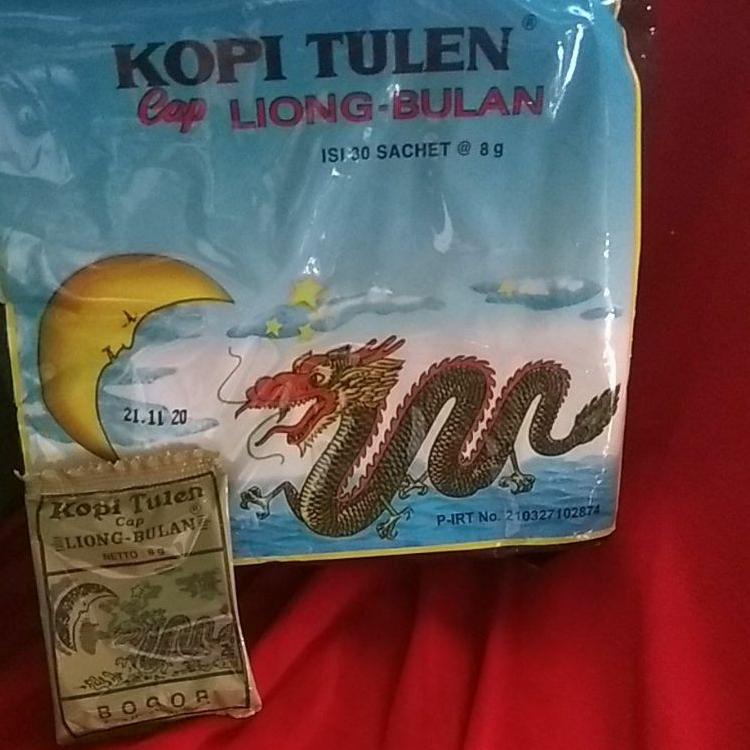 KOPI TULEN ®
Cap LIONG-BULAN
ISI 30 SACHET @ 8 g
21.11 20
P-IRT No. 210327102874
Kopi Tulen
Cap ®
LIONG-BULAN
NETTO : 8 g
BOGOR